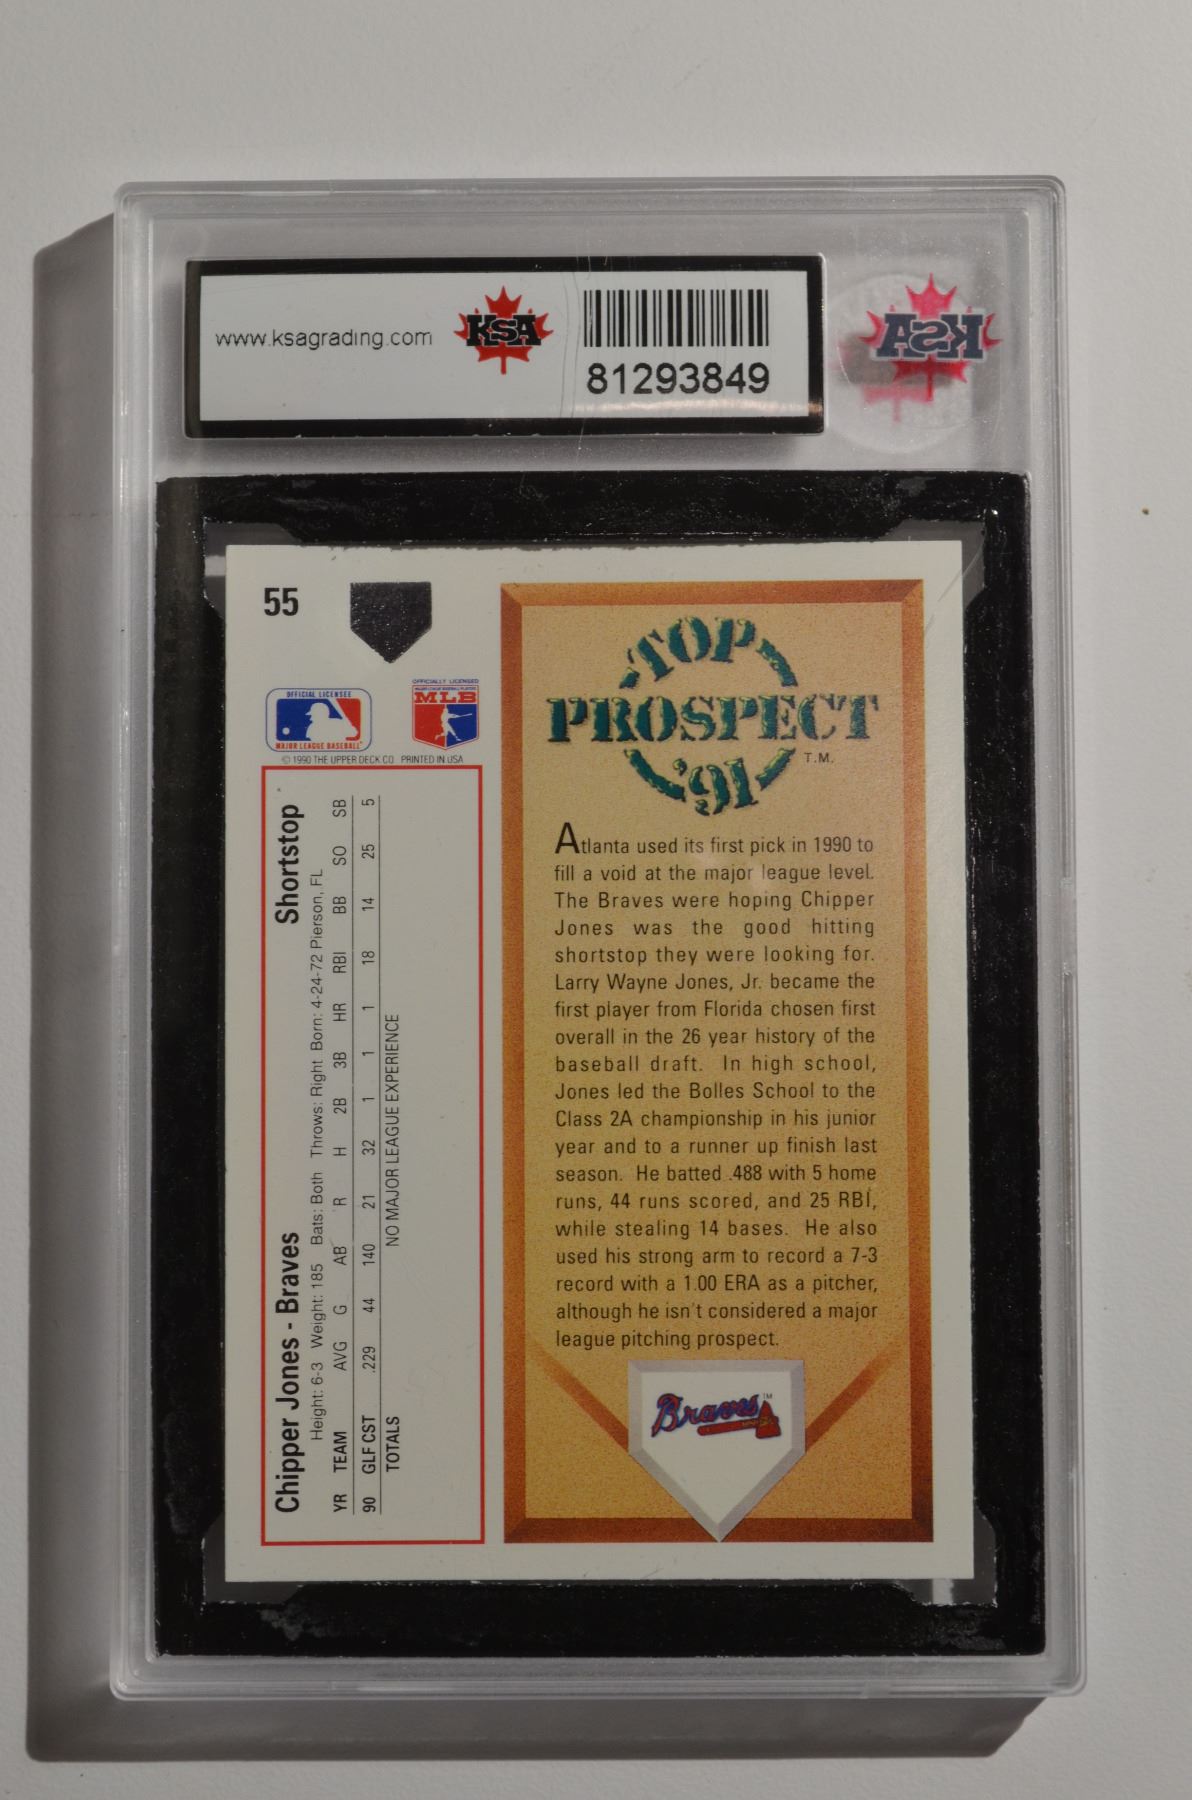 www.ksagrading.com
KSA
81293849
KSA
55
OFFICIAL LICENSEE
MAJOR LEAGUE BASEBALL
OFFICIALLY LICENSED
MLB
© 1990 THE UPPER DECK CO. PRINTED IN USA
Chipper Jones - Braves Shortstop
Height: 6-3 Weight: 185 Bats: Both Throws: Right Born: 4-24-72 Pierson, FL
YR TEAM AVG G AB R H 2B 3B HR RBI BB SO SB
90 GLF CST .229 44 140 21 32 1 1 1 18 14 25 5
TOTALS NO MAJOR LEAGUE EXPERIENCE
TOP
PROSPECT
'91
T.M.
Atlanta used its first pick in 1990 to
fill a void at the major league level.
The Braves were hoping Chipper
Jones was the good hitting
shortstop they were looking for.
Larry Wayne Jones, Jr. became the
first player from Florida chosen first
overall in the 26 year history of the
baseball draft. In high school,
Jones led the Bolles School to the
Class 2A championship in his junior
year and to a runner up finish last
season. He batted .488 with 5 home
runs, 44 runs scored, and 25 RBI,
while stealing 14 bases. He also
used his strong arm to record a 7-3
record with a 1.00 ERA as a pitcher,
although he isn't considered a major
league pitching prospect.
Braves TM